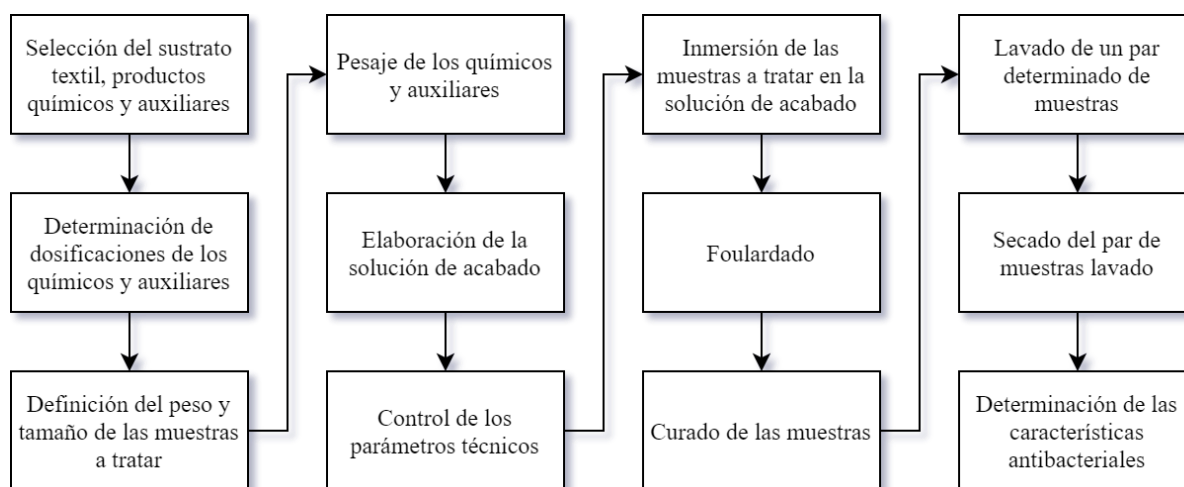 Selección del sustrato
textil, productos
químicos y auxiliares
Determinación de
dosificaciones de los
químicos y auxiliares
Definición del peso y
tamaño de las muestras
a tratar
Pesaje de los químicos
y auxiliares
Elaboración de la
solución de acabado
Control de los
parámetros técnicos
Inmersión de las
muestras a tratar en la
solución de acabado
Foulardado
Curado de las muestras
Lavado de un par
determinado de
muestras
Secado del par de
muestras lavado
Determinación de las
características
antibacteriales